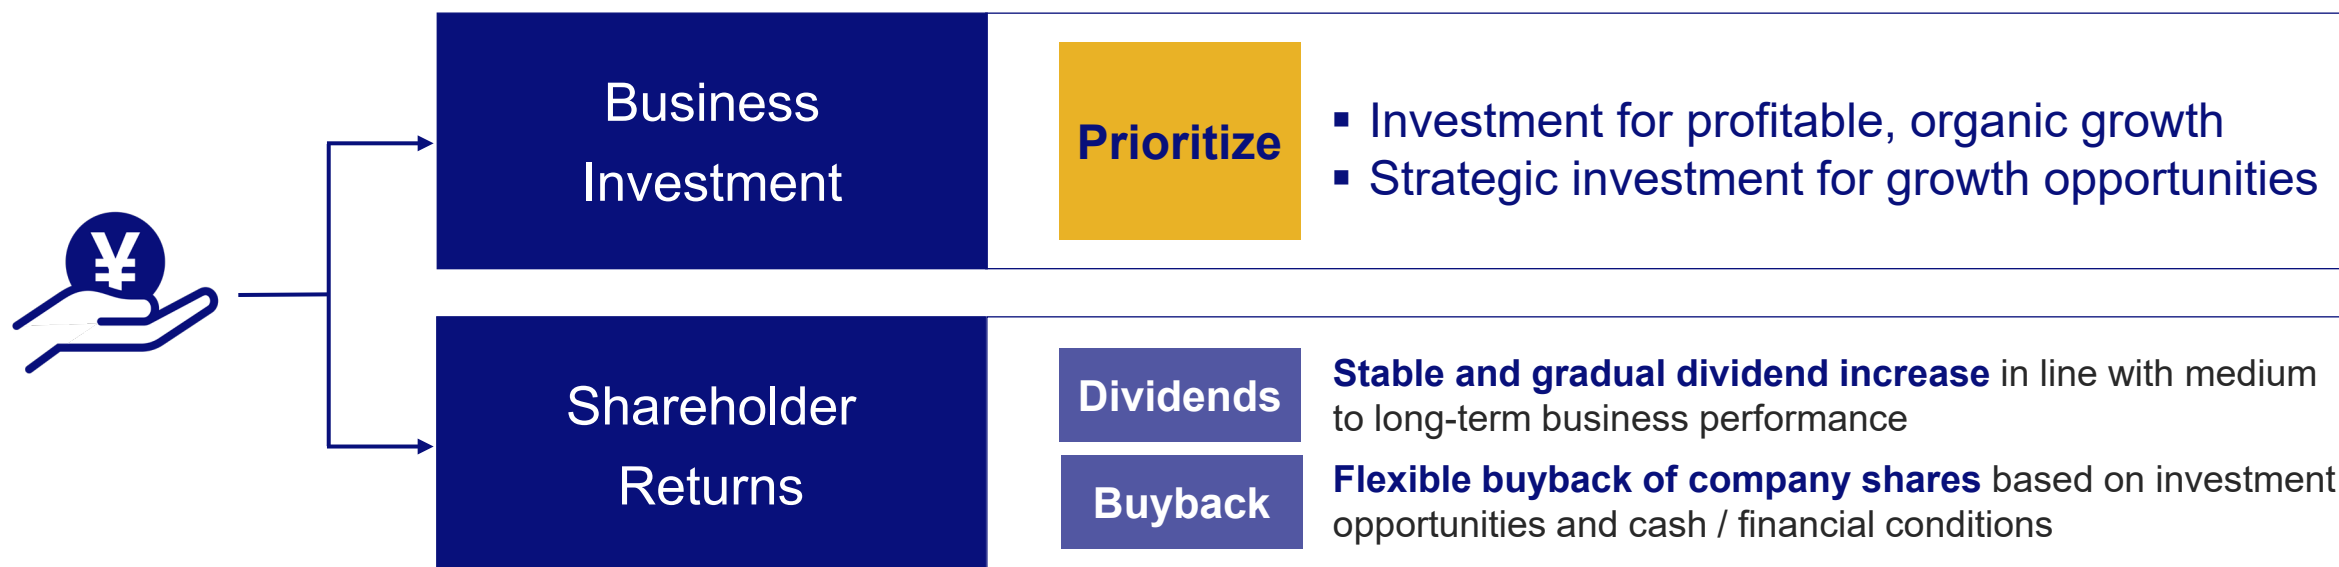 Business
Investment
Prioritize
▪ Investment for profitable, organic growth
▪ Strategic investment for growth opportunities
¥
Shareholder
Returns
Dividends
Stable and gradual dividend increase in line with medium
to long-term business performance
Buyback
Flexible buyback of company shares based on investment
opportunities and cash / financial conditions